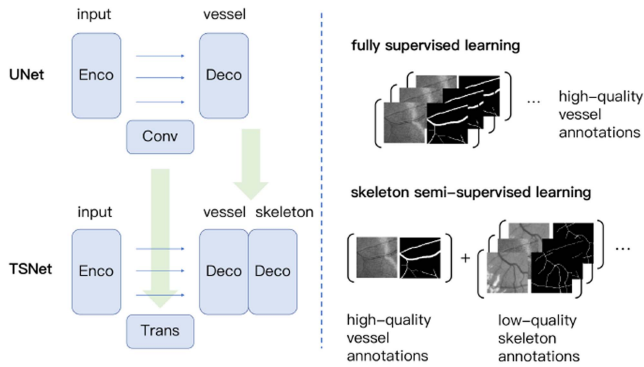 input
vessel
UNet
Enco
Deco
Conv
input
vessel
skeleton
TSNet
Enco
Deco
Deco
Trans
fully supervised learning
...
high-quality
vessel
annotations
skeleton semi-supervised learning
+
...
high-quality
vessel
annotations
low-quality
skeleton
annotations